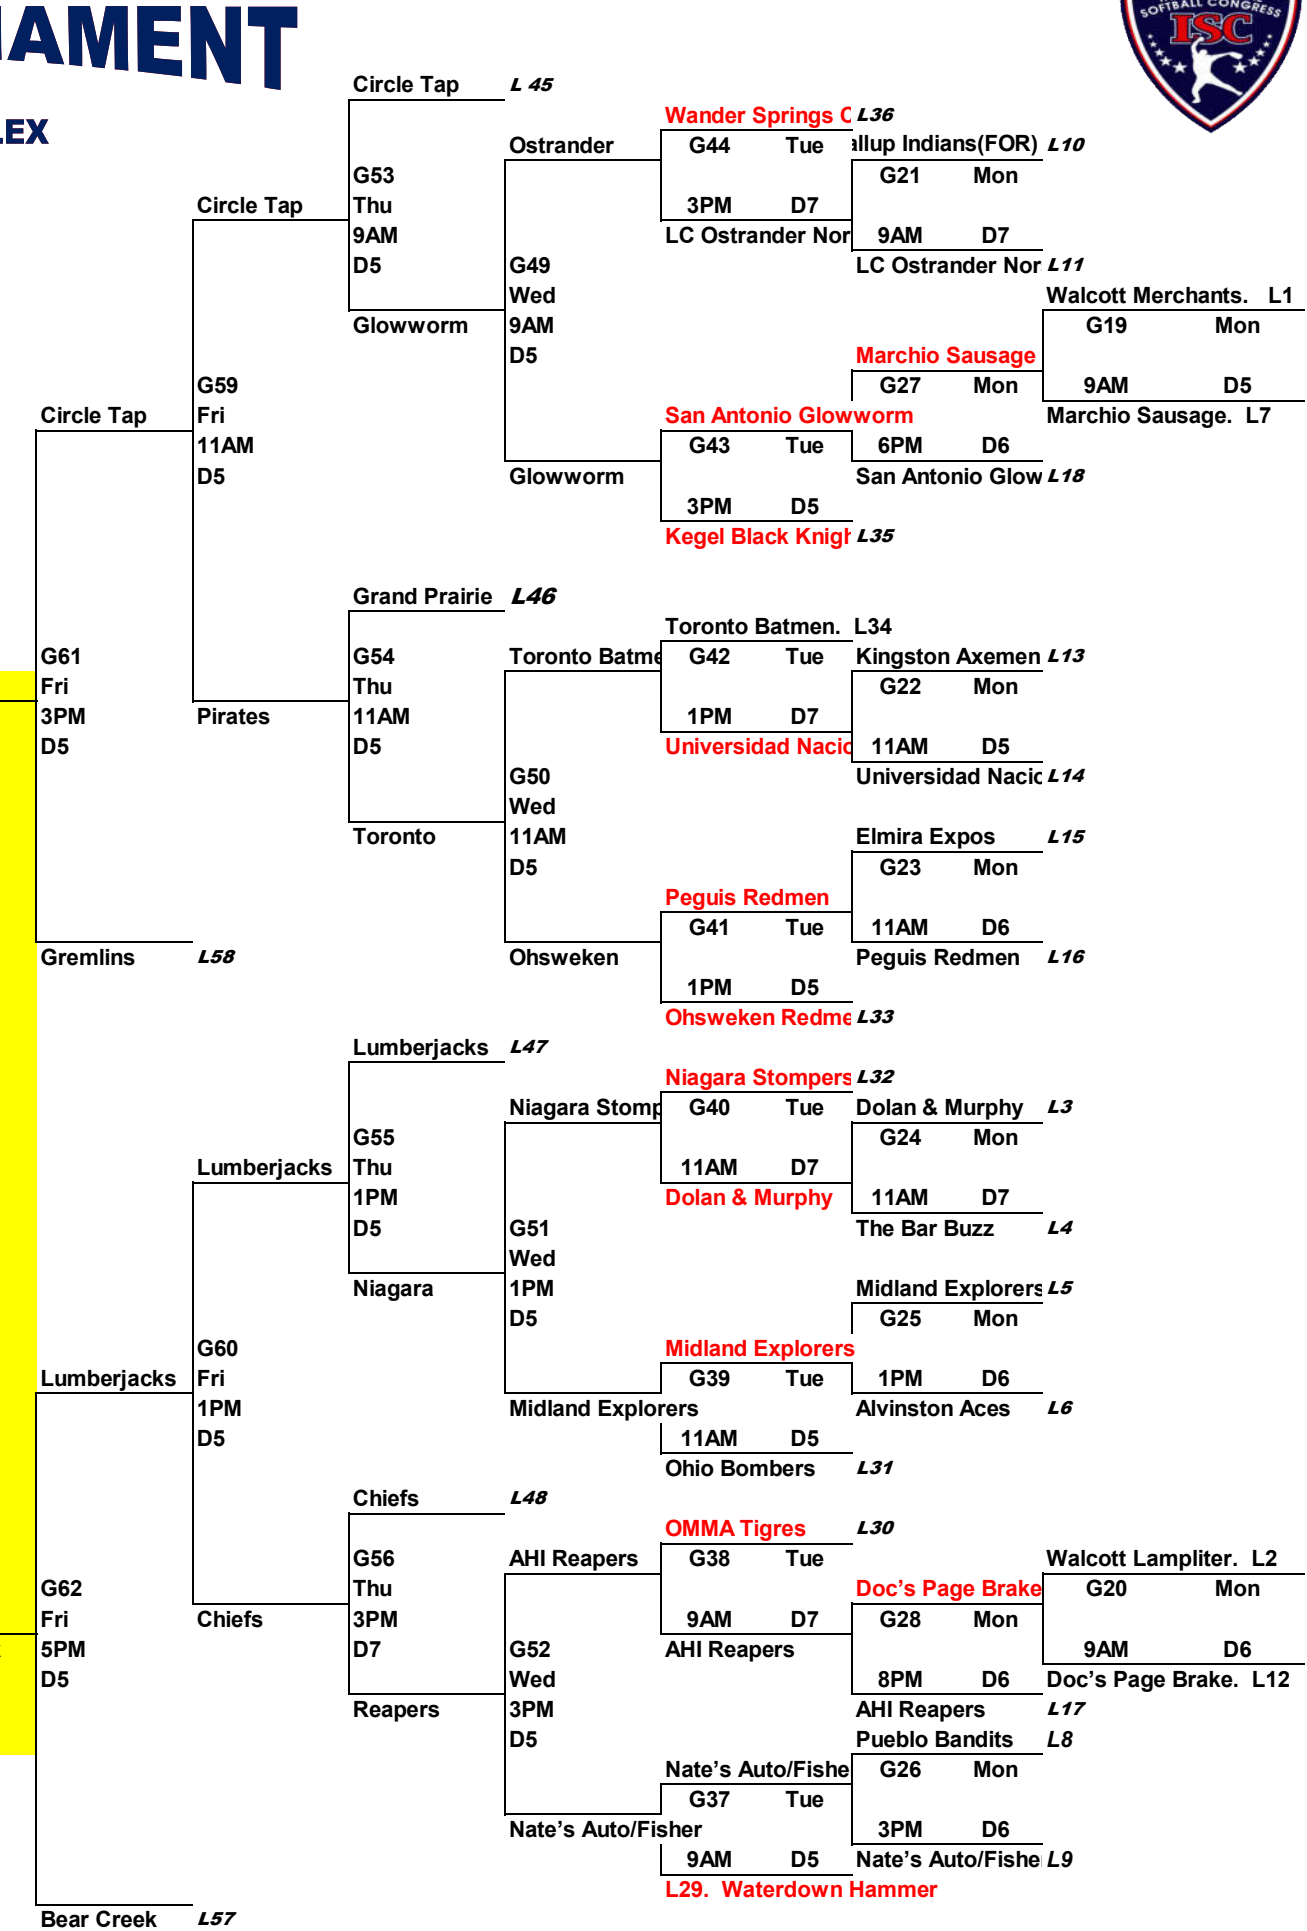 AMENT
LEX
SOFTBALL CONGRESS
ISC
Circle Tap L 45
Wander Springs C L36
Ostrander G44 Tue allup Indians(FOR) L10
G53 G21 Mon
Circle Tap Thu 3PM D7
9AM LC Ostrander Nor 9AM D7
D5 G49 LC Ostrander Nor L11
Wed Walcott Merchants. L1
Glowworm 9AM G19 Mon
D5 Marchio Sausage
G59 G27 Mon 9AM D5
Circle Tap Fri San Antonio Glowworm Marchio Sausage. L7
11AM G43 Tue 6PM D6
D5 Glowworm San Antonio Glow L18
3PM D5
Kegel Black Knigh L35
Grand Prairie L46
Toronto Batmen. L34
G61 G54 Toronto Batme G42 Tue Kingston Axemen L13
Fri Thu G22 Mon
3PM Pirates 11AM 1PM D7
D5 D5 Universidad Nacio 11AM D5
G50 Universidad Nacio L14
Wed
Toronto 11AM Elmira Expos L15
D5 G23 Mon
Peguis Redmen
G41 Tue 11AM D6
Gremlins L58 Ohsweken Peguis Redmen L16
1PM D5
Ohsweken Redme L33
Lumberjacks L47
Niagara Stompers L32
Niagara Stomp G40 Tue Dolan & Murphy L3
G55 G24 Mon
Lumberjacks Thu 11AM D7
1PM Dolan & Murphy 11AM D7
D5 G51 The Bar Buzz L4
Wed
Niagara 1PM Midland Explorers L5
D5 G25 Mon
G60 Midland Explorers
Lumberjacks Fri G39 Tue 1PM D6
1PM Midland Explorers Alvinston Aces L6
D5 11AM D5
Ohio Bombers L31
Chiefs L48
OMMA Tigres L30
G56 AHI Reapers G38 Tue Walcott Lampliter. L2
G62 Thu Doc's Page Brake G20 Mon
Fri Chiefs 3PM 9AM D7 G28 Mon
5PM D7 G52 AHI Reapers 9AM D6
D5 Wed 8PM D6 Doc's Page Brake. L12
Reapers 3PM AHI Reapers L17
D5 Pueblo Bandits L8
Nate's Auto/Fishe G26 Mon
G37 Tue
Nate's Auto/Fisher 3PM D6
9AM D5 Nate's Auto/Fishe L9
L29. Waterdown Hammer
Bear Creek L57